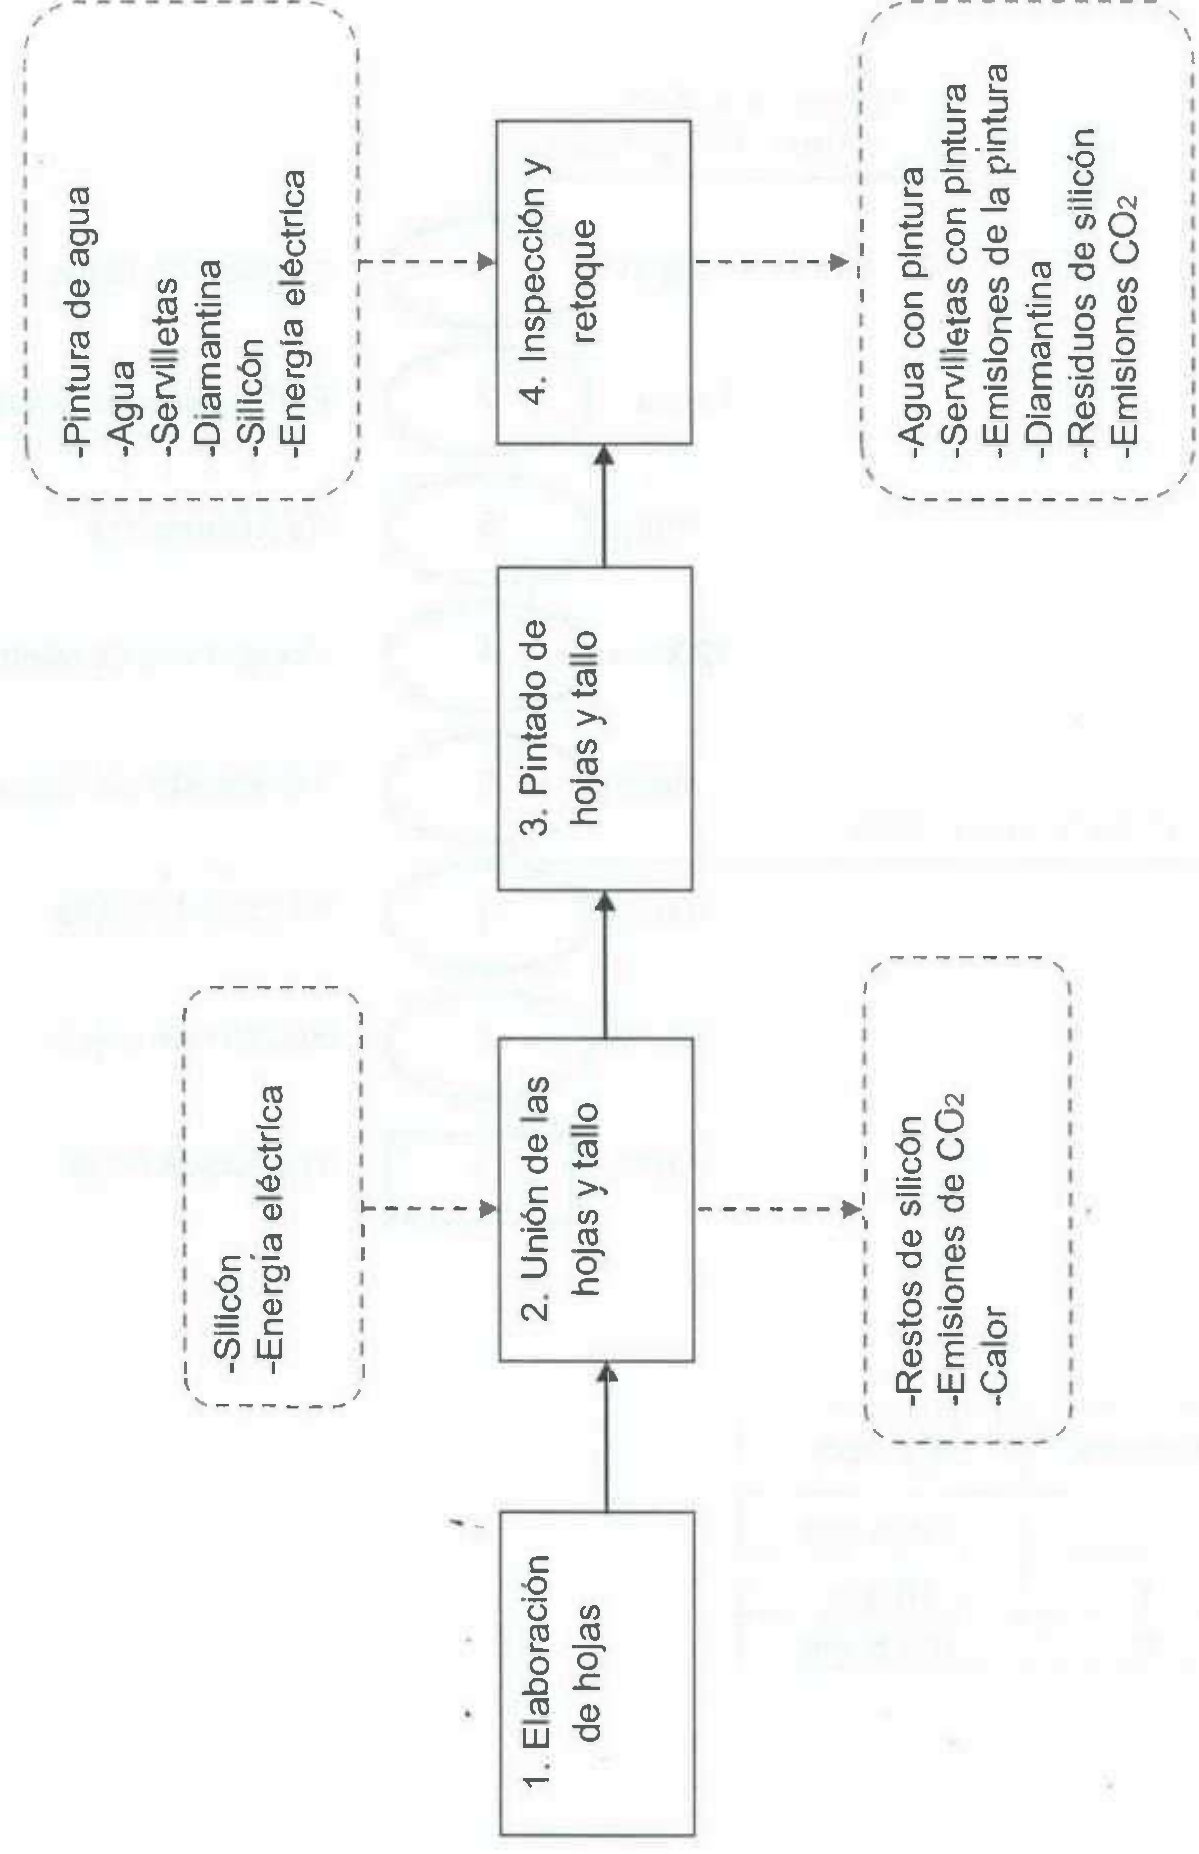 -Silicón
-Energía eléctrica
-Pintura de agua
-Agua
-Servilletas
-Diamantina
-Silicón
-Energía eléctrica
1. Elaboración
de hojas
2. Unión de las
hojas y tallo
3. Pintado de
hojas y tallo
4. Inspección y
retoque
-Restos de silicón
-Emisiones de CO2
-Calor
-Agua con pintura
-Servilletas con pintura
-Emisiones de la pintura
-Diamantina
-Residuos de silicón
-Emisiones CO2